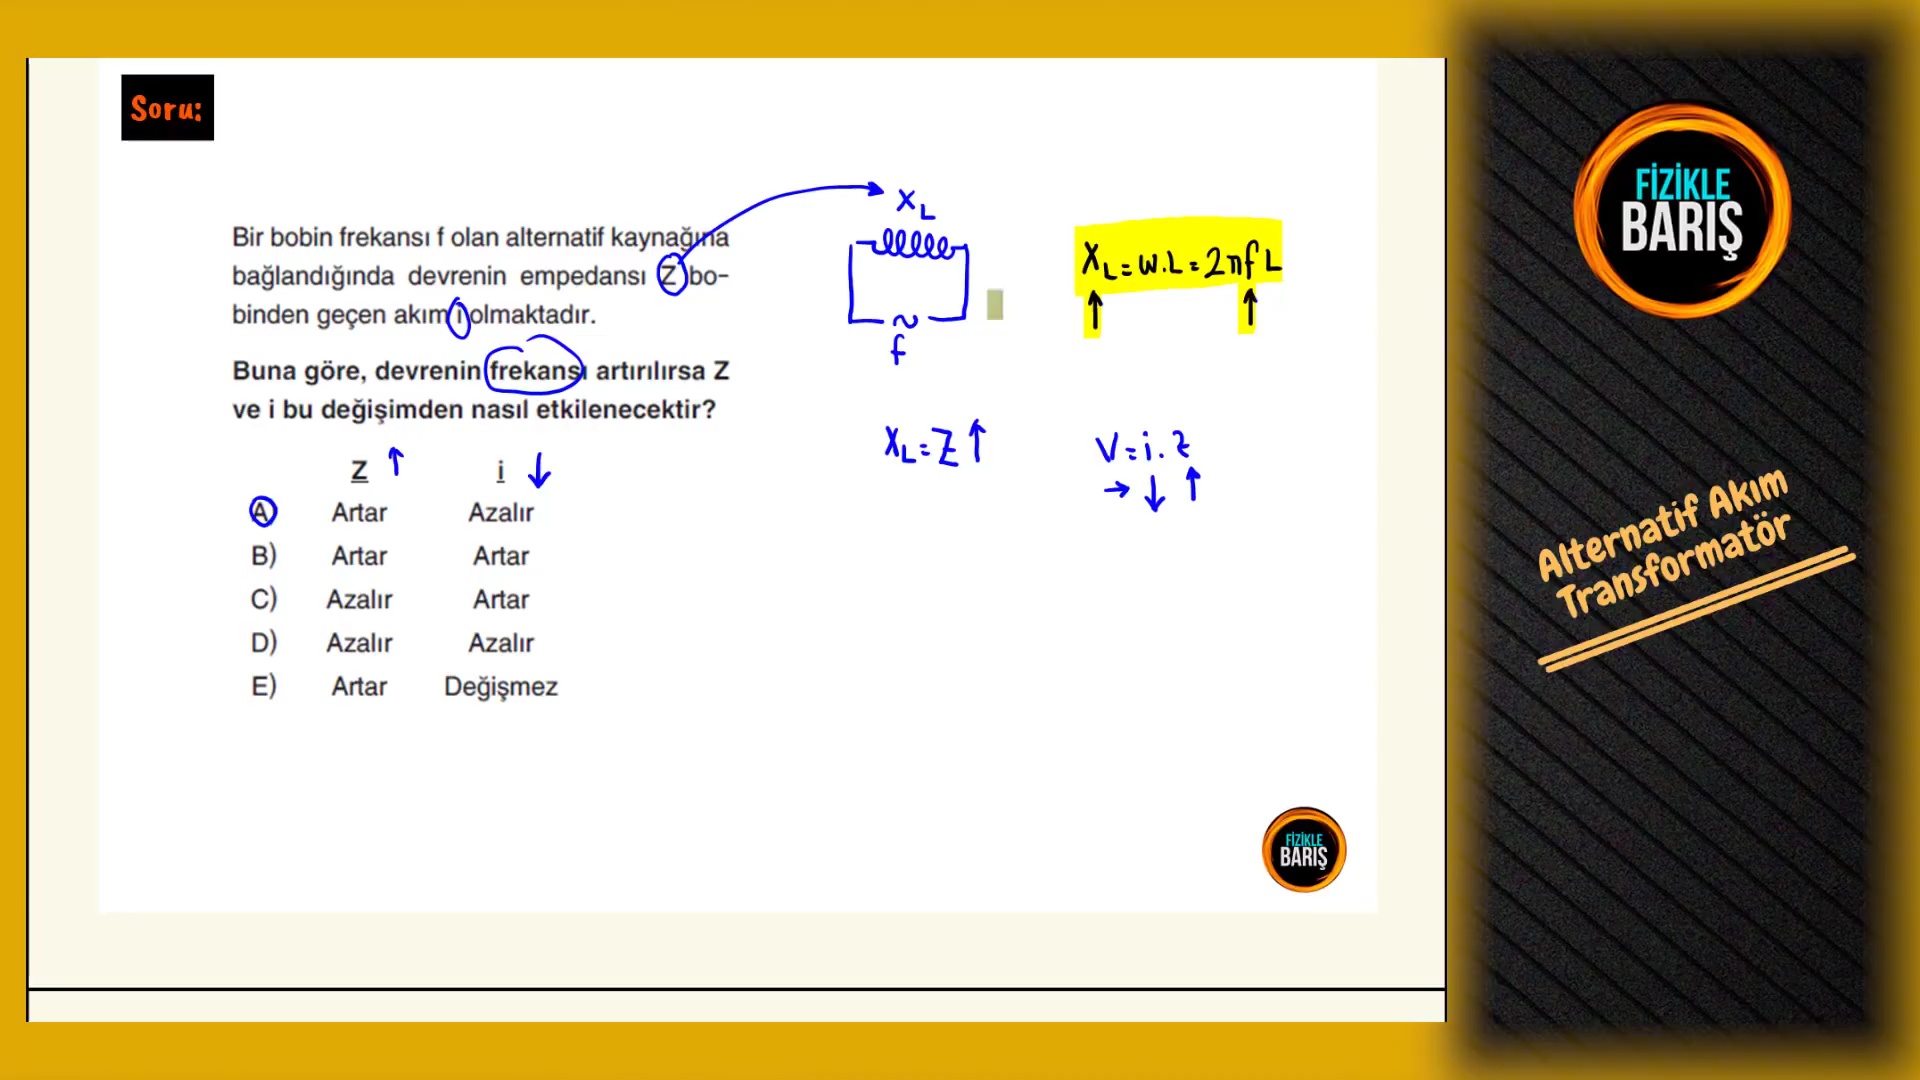 Soru:
Bir bobin frekansı f olan alternatif kaynağına
bağlandığında devrenin empedansı Z bo-
binden geçen akım i olmaktadır.
Buna göre, devrenin frekansı artırılırsa Z
ve i bu değişimden nasıl etkilenecektir?
Z ↑ i ↓
A) Artar Azalır
B) Artar Artar
C) Azalır Artar
D) Azalır Azalır
E) Artar Değişmez
XL
~
f
XL = w.L = 2πfL
↑ ↑
XL = Z ↑
V = i . z
→ ↓ ↑
FİZİKLE
BARIŞ
FİZİKLE
BARIŞ
Alternatif Akım
Transformatör